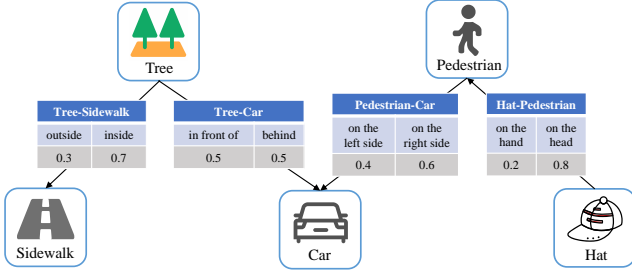 Tree
Pedestrian
Tree-Sidewalk
outside inside
0.3 0.7
Tree-Car
in front of behind
0.5 0.5
Pedestrian-Car
on the left side on the right side
0.4 0.6
Hat-Pedestrian
on the hand on the head
0.2 0.8
Sidewalk
Car
Hat